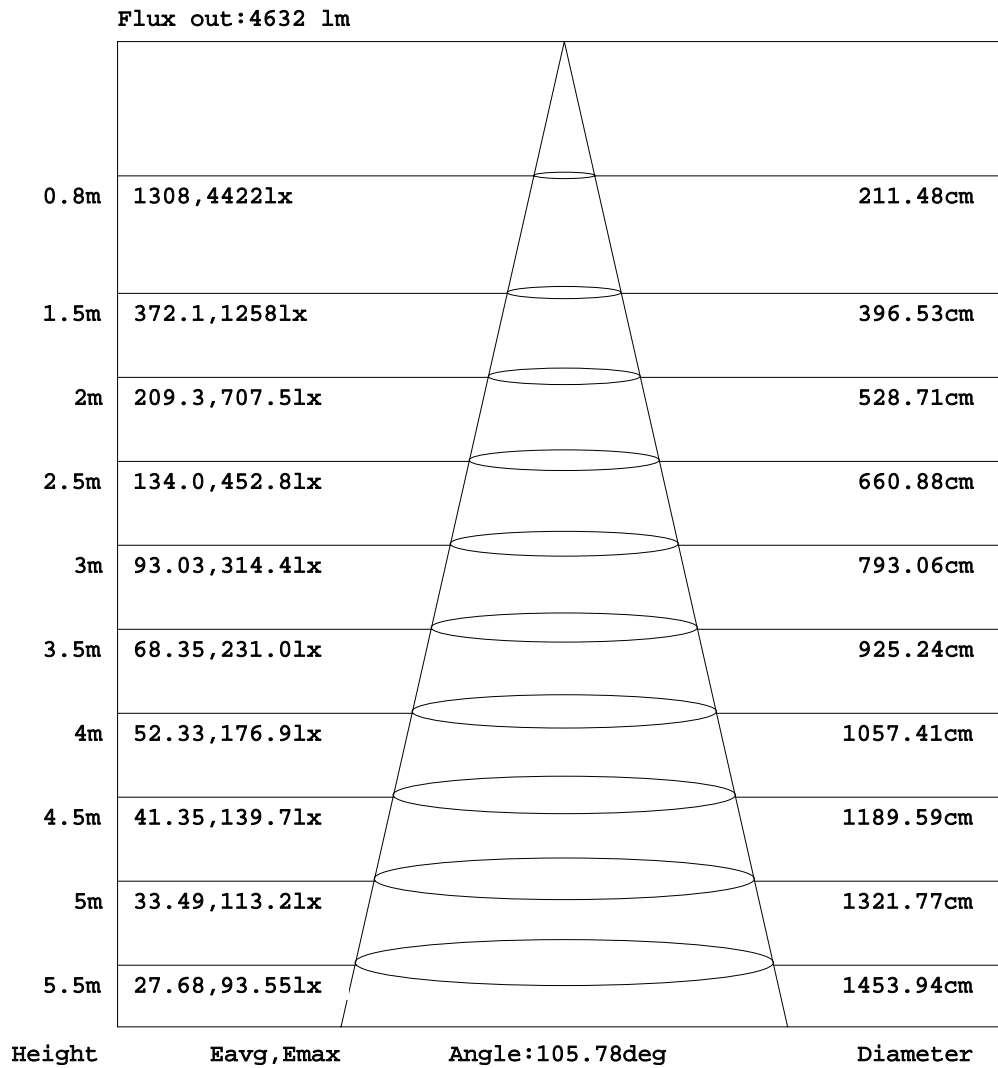 Flux out:4632 lm
0.8m 1308,4422lx 211.48cm
1.5m 372.1,1258lx 396.53cm
2m 209.3,707.5lx 528.71cm
2.5m 134.0,452.8lx 660.88cm
3m 93.03,314.4lx 793.06cm
3.5m 68.35,231.0lx 925.24cm
4m 52.33,176.9lx 1057.41cm
4.5m 41.35,139.7lx 1189.59cm
5m 33.49,113.2lx 1321.77cm
5.5m 27.68,93.55lx 1453.94cm
Height Eavg,Emax Angle:105.78deg Diameter